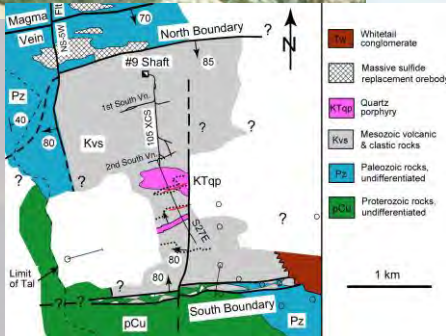 Magma
Vein
NS-5W
Flt
70
North Boundary
?
N
#9 Shaft
85
Pz
40
80
1st South Vn.
105 XCS
Kvs
?
?
?
2nd South Vn.
KTqp
?
?
S27E
80
Limit
of Tal
80
?
South Boundary
pCu
Pz
?
Tw
Whitetail
conglomerate
Massive sulfide
replacement orebody
KTqp
Quartz
porphyry
Kvs
Mesozoic volcanic
& clastic rocks
Pz
Paleozoic rocks,
undifferentiated
pCu
Proterozoic rocks,
undifferentiated
1 km